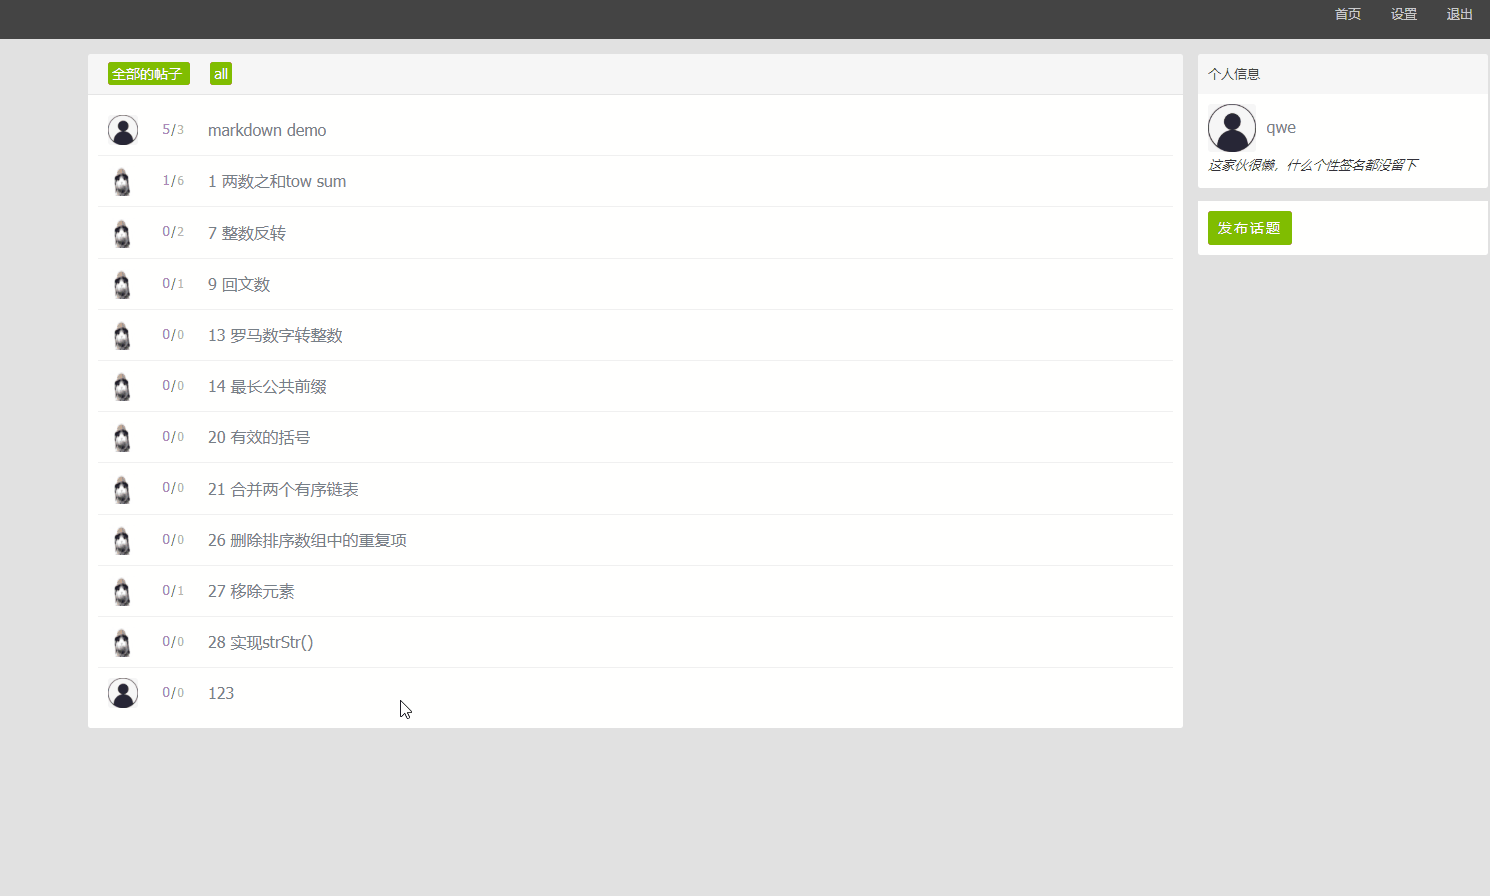 首页 设置 退出
全部的帖子 all
5/3 markdown demo
1/6 1 两数之和tow sum
0/2 7 整数反转
0/1 9 回文数
0/0 13 罗马数字转整数
0/0 14 最长公共前缀
0/0 20 有效的括号
0/0 21 合并两个有序链表
0/0 26 删除排序数组中的重复项
0/1 27 移除元素
0/0 28 实现strStr()
0/0 123
个人信息
qwe
这家伙很懒，什么个性签名都没留下
发布话题